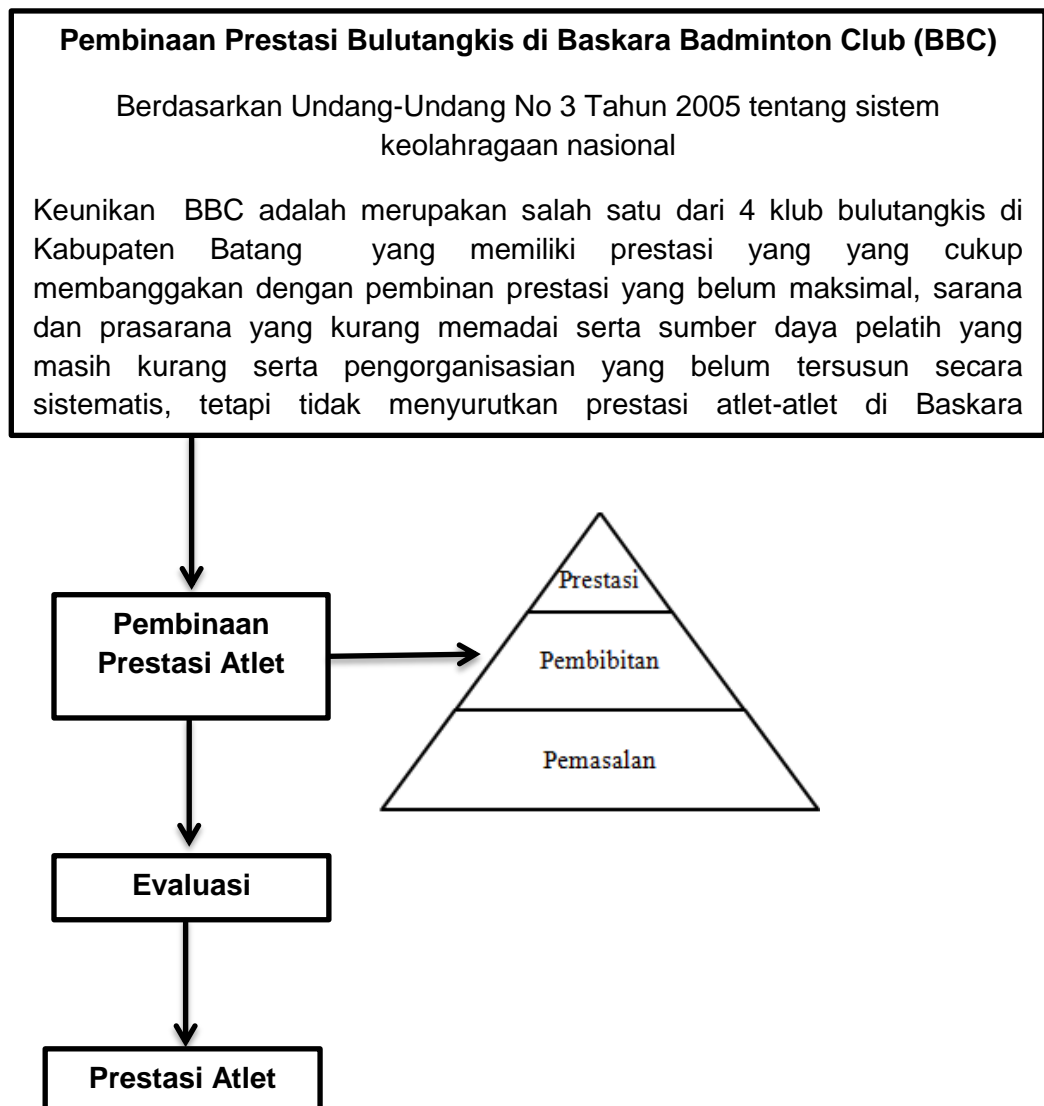 Pembinaan Prestasi Bulutangkis di Baskara Badminton Club (BBC)
Berdasarkan Undang-Undang No 3 Tahun 2005 tentang sistem
keolahragaan nasional
Keunikan BBC adalah merupakan salah satu dari 4 klub bulutangkis di
Kabupaten Batang yang memiliki prestasi yang yang cukup
membanggakan dengan pembinan prestasi yang belum maksimal, sarana
dan prasarana yang kurang memadai serta sumber daya pelatih yang
masih kurang serta pengorganisasian yang belum tersusun secara
sistematis, tetapi tidak menyurutkan prestasi atlet-atlet di Baskara
Prestasi
Pembinaan
Prestasi Atlet
Pembibitan
Pemasalan
Evaluasi
Prestasi Atlet